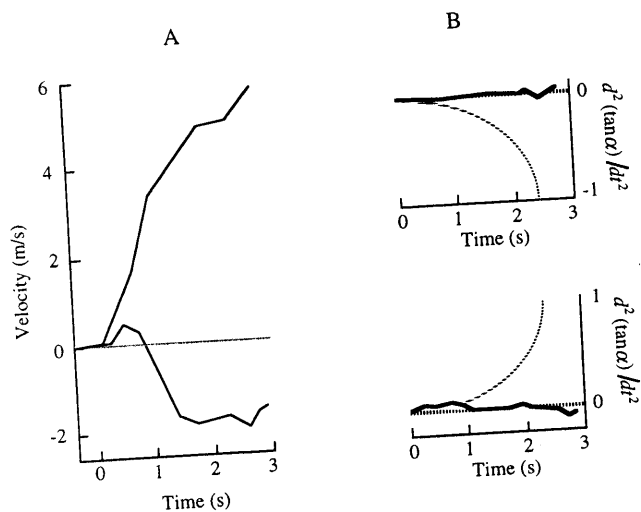 A
6
4
2
0
-2
Velocity (m/s)
0 1 2 3
Time (s)
B
0
-1
d²(tanα)/dt²
0 1 2 3
Time (s)
1
0
d²(tanα)/dt²
0 1 2 3
Time (s)